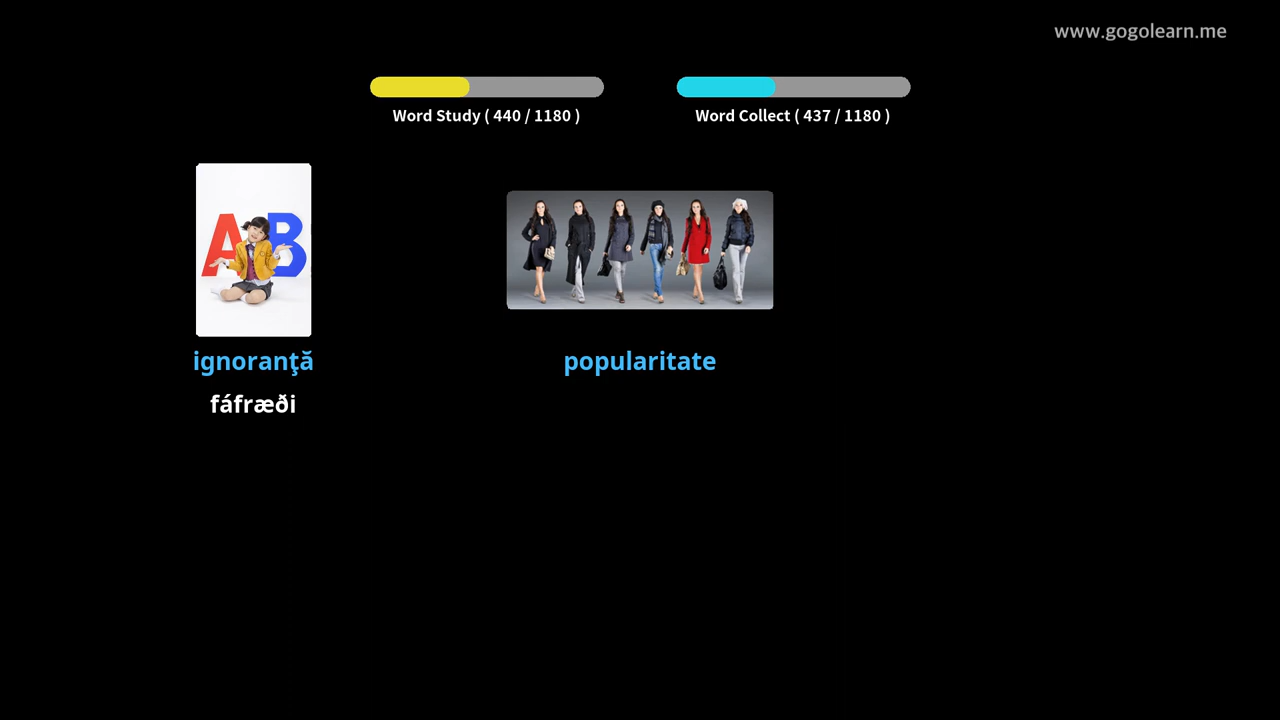 www.gogolearn.me
Word Study ( 440 / 1180 )
Word Collect ( 437 / 1180 )
A B
ignoranţă
popularitate
fáfræði